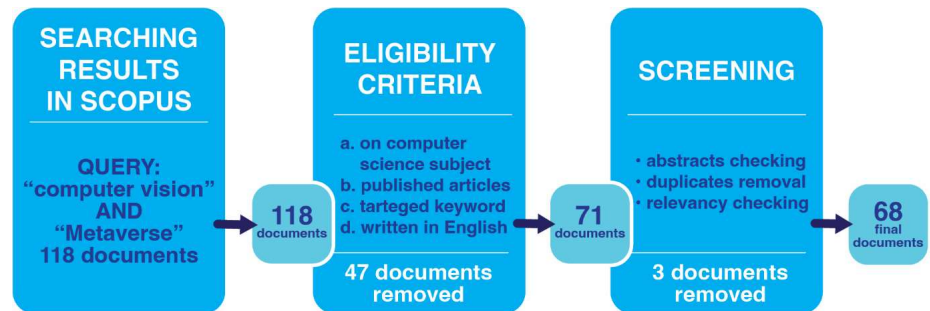 SEARCHING
RESULTS
IN SCOPUS
QUERY:
“computer vision”
AND
“Metaverse”
118 documents
118
documents
ELIGIBILITY
CRITERIA
a. on computer
science subject
b. published articles
c. tarteged keyword
d. written in English
47 documents
removed
71
documents
SCREENING
• abstracts checking
• duplicates removal
• relevancy checking
3 documents
removed
68
final
documents